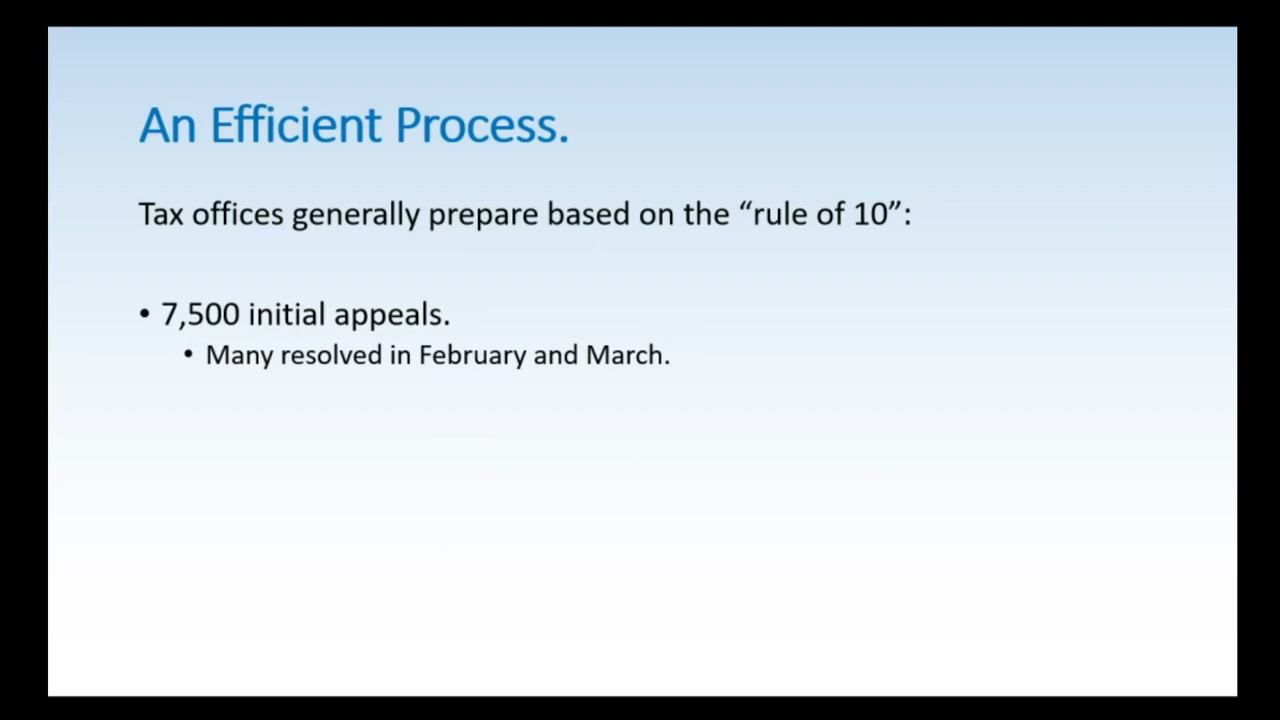 An Efficient Process.
Tax offices generally prepare based on the “rule of 10”:
• 7,500 initial appeals.
• Many resolved in February and March.